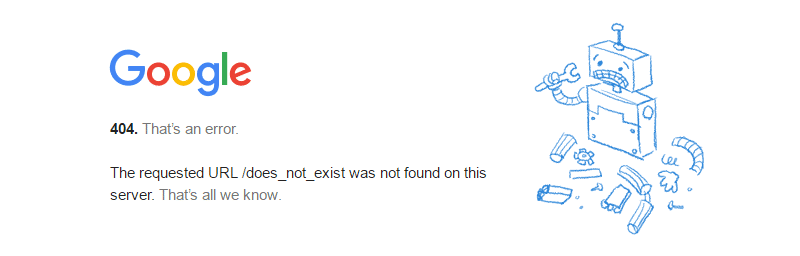 Google
404. That's an error.
The requested URL /does_not_exist was not found on this
server. That's all we know.